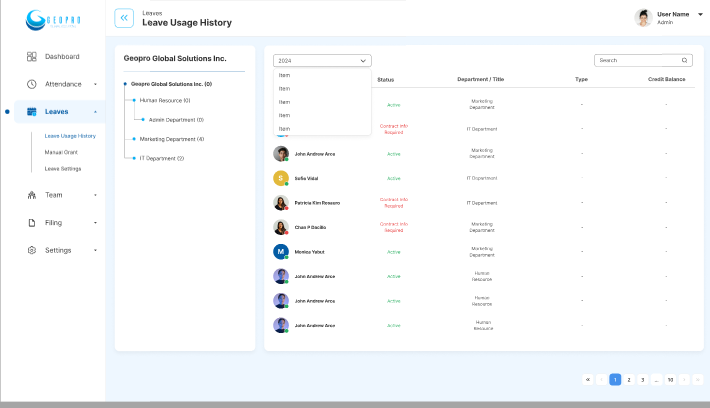 GEOPRO
Leaves
Leave Usage History
User Name
Admin
Dashboard
Attendance
Leaves
Leave Usage History
Manual Grant
Leave Settings
Team
Filing
Settings
Geopro Global Solutions Inc.
Geopro Global Solutions Inc. (0)
Human Resource (0)
Admin Department (0)
Marketing Department (4)
IT Department (2)
2024
Item
Item
Item
Item
Item
Search
Status
Department / Title
Type
Credit Balance
Active
Marketing
Department
-
-
Contract Info
Required
IT Department
-
-
John Andrew Arce
Active
Marketing
Department
-
-
S
Sofia Vidal
Active
IT Department
-
-
Patricia Kim Rosauro
Contract Info
Required
IT Department
-
-
Chua P Dacillo
Contract Info
Required
Marketing
Department
-
-
M
Monica Yabut
Active
Marketing
Department
-
-
John Andrew Arce
Active
Human
Resource
-
-
John Andrew Arce
Active
Human
Resource
-
-
John Andrew Arce
Active
Human
Resource
-
-
« ‹ 1 2 3 ... 10 › »